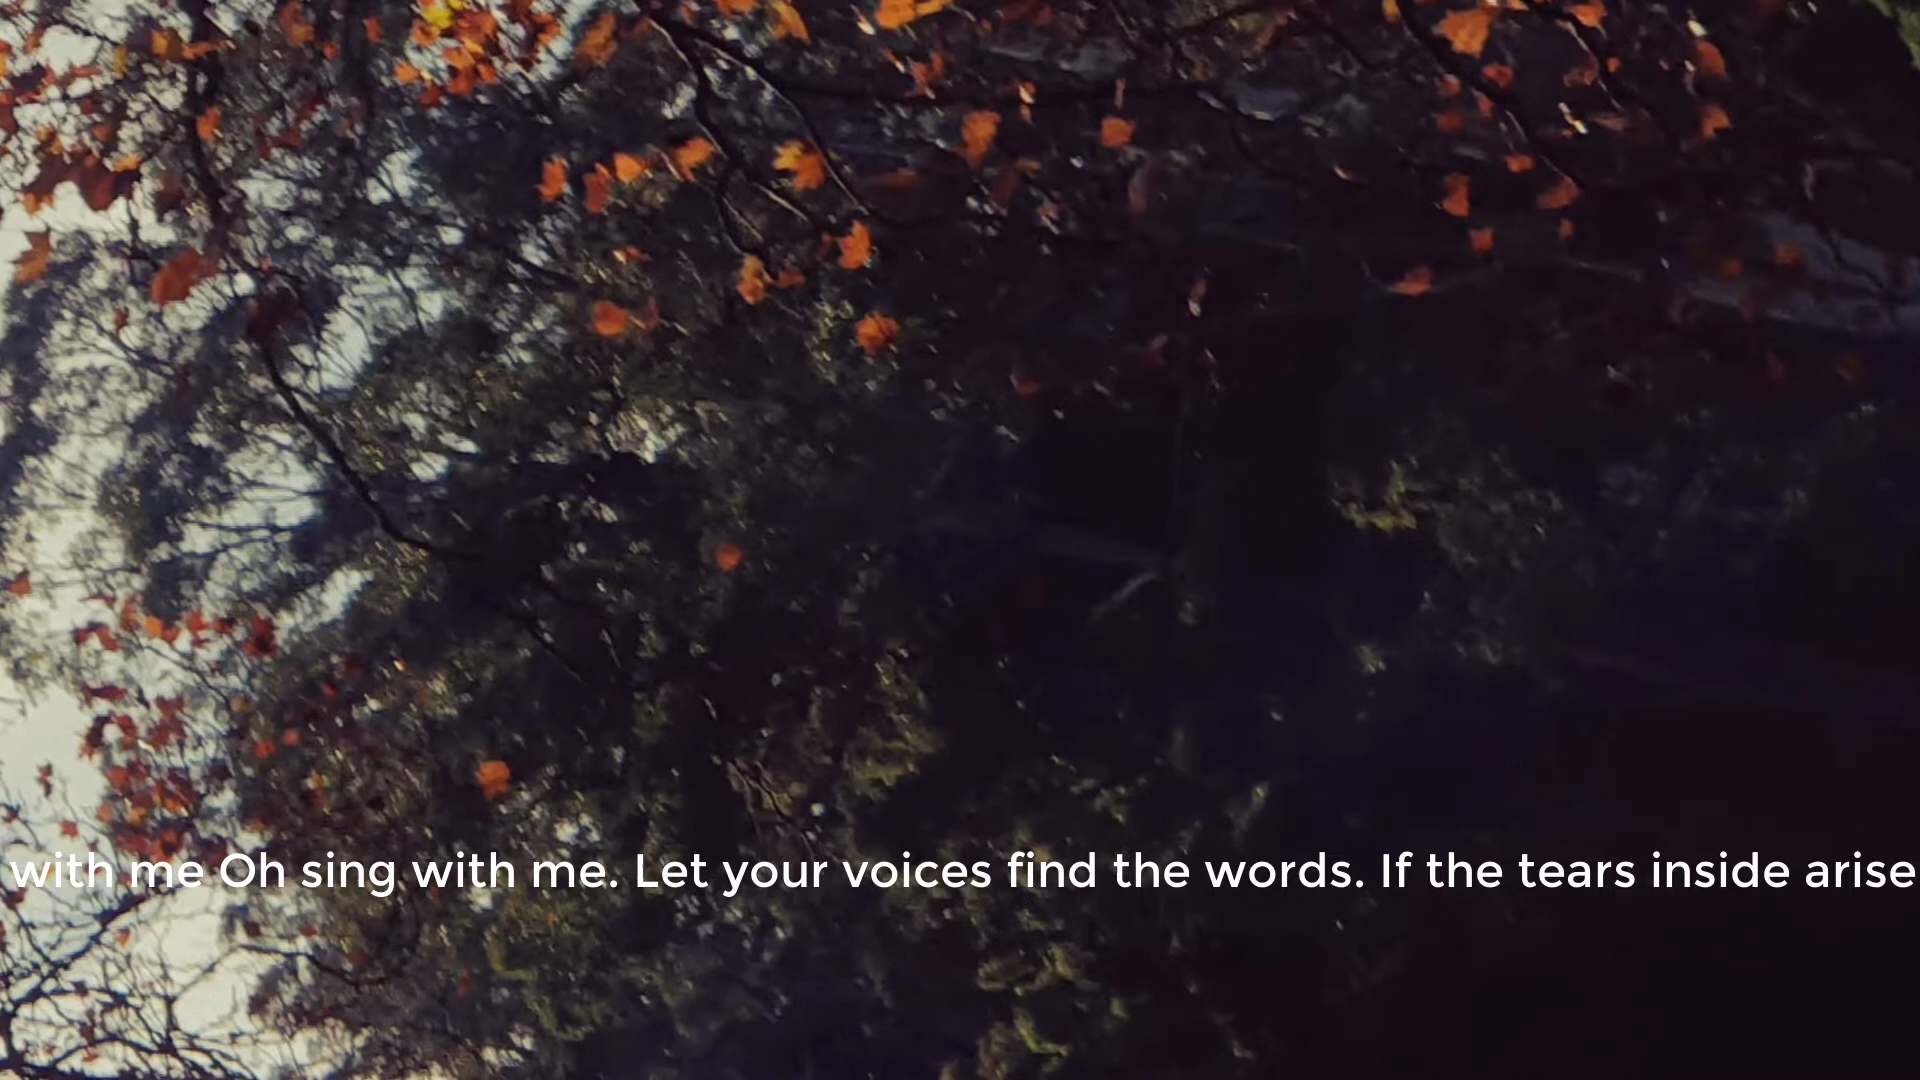 with me Oh sing with me. Let your voices find the words. If the tears inside arise